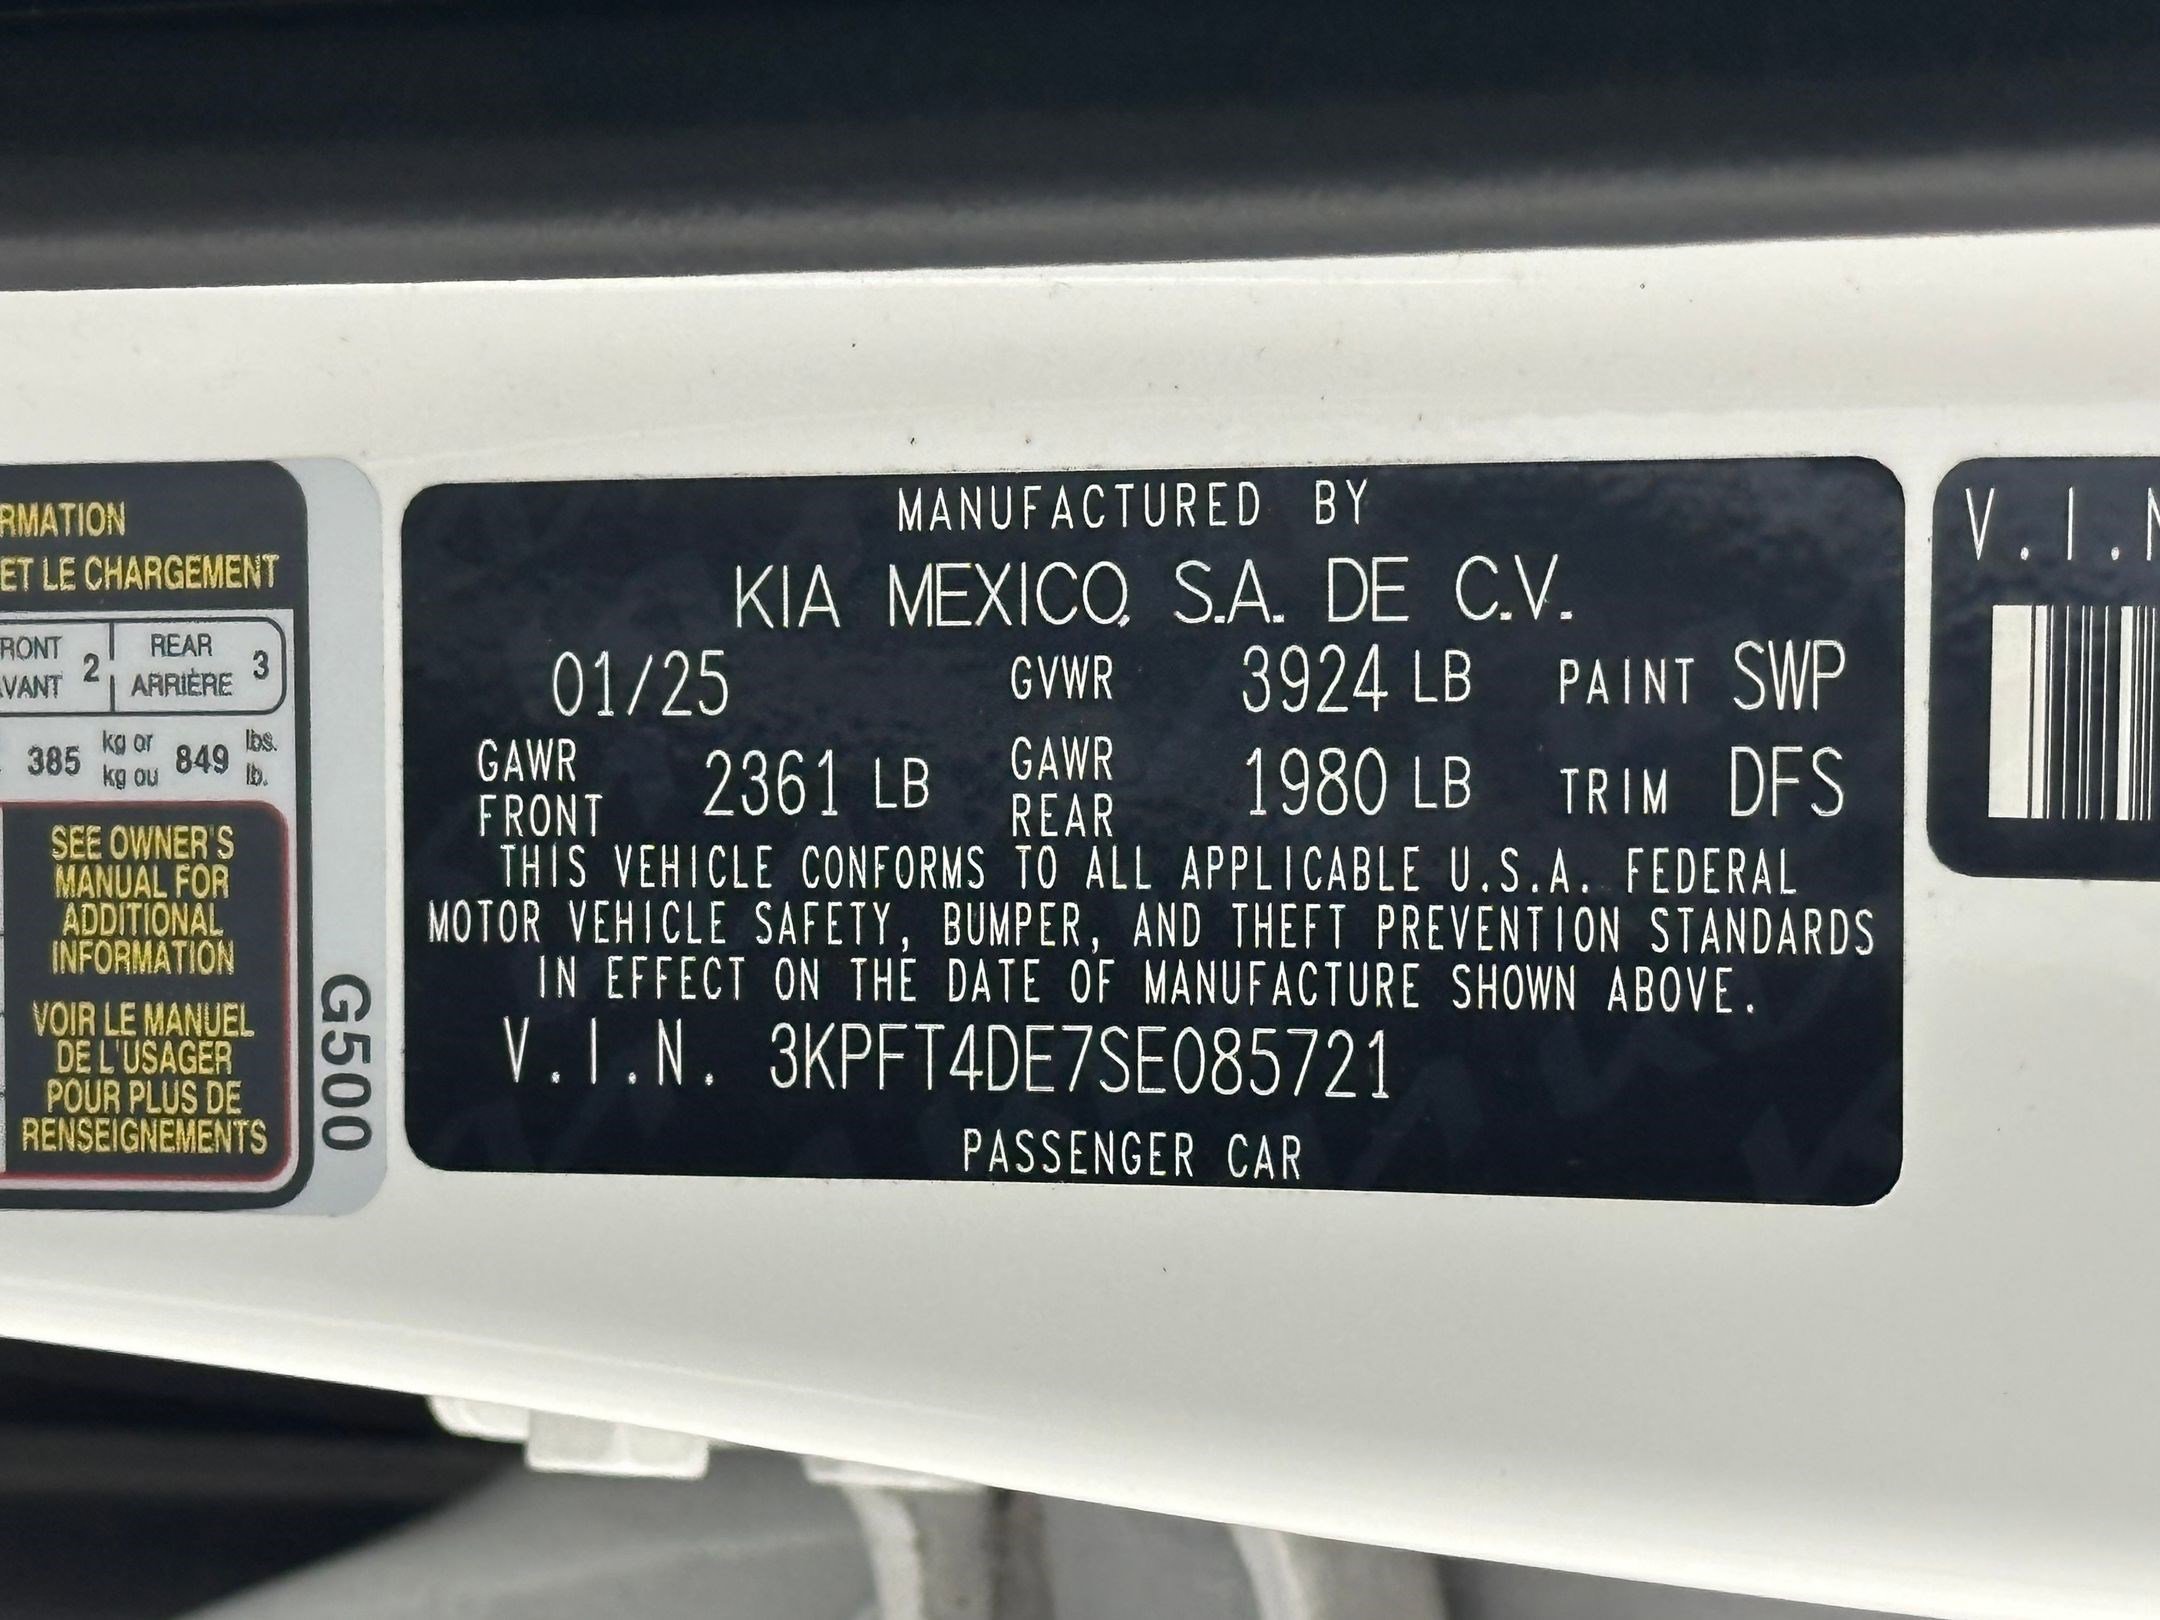 RMATION
ET LE CHARGEMENT
RONT
VANT 2
REAR
ARRIÈRE 3
385 kg or
kg ou 849 lbs.
lb.
SEE OWNER'S
MANUAL FOR
ADDITIONAL
INFORMATION
VOIR LE MANUEL
DE L'USAGER
POUR PLUS DE
RENSEIGNEMENTS
G500
MANUFACTURED BY
KIA MEXICO, S.A. DE C.V.
01/25 GVWR 3924 LB PAINT SWP
GAWR
FRONT 2361 LB GAWR
REAR 1980 LB TRIM DFS
THIS VEHICLE CONFORMS TO ALL APPLICABLE U.S.A. FEDERAL
MOTOR VEHICLE SAFETY, BUMPER, AND THEFT PREVENTION STANDARDS
IN EFFECT ON THE DATE OF MANUFACTURE SHOWN ABOVE.
V.I.N. 3KPFT4DE7SE085721
PASSENGER CAR
V.I.N